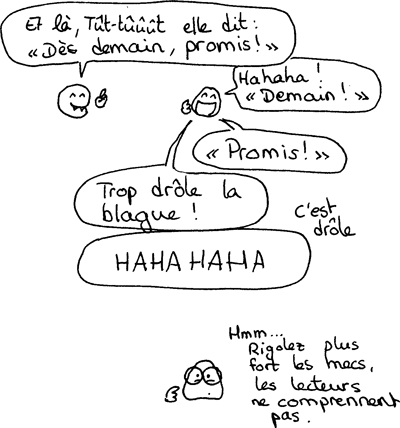 Et là, Tût-tûûût elle dit :
« Dès demain, promis ! »
Hahaha !
« Demain ! »
« Promis ! »
Trop drôle la
blague !
C'est
drôle
HAHA HAHA
Hmm...
Rigolez plus
fort les mecs,
les lecteurs
ne comprennent
pas.